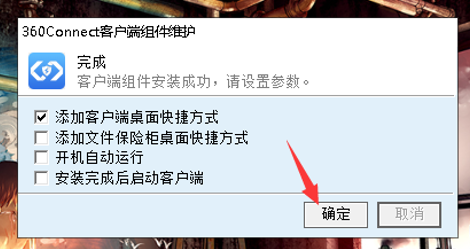 360Connect客户端组件维护
完成
客户端组件安装成功，请设置参数。
添加客户端桌面快捷方式
添加文件保险柜桌面快捷方式
开机自动运行
安装完成后启动客户端
确定
取消